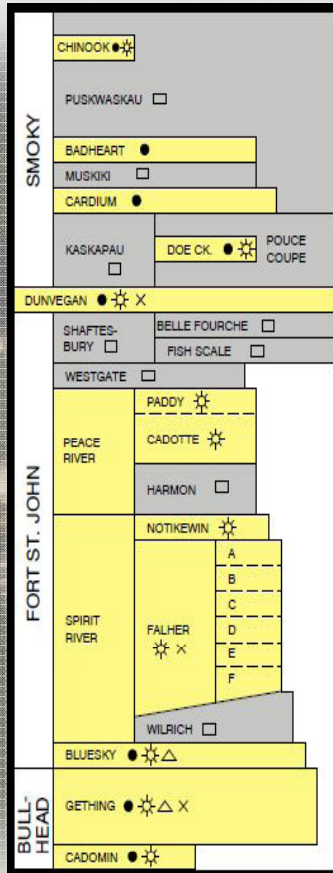 SMOKY
CHINOOK
PUSKWASKAU
BADHEART
MUSKIKI
CARDIUM
KASKAPAU
DOE CK.
POUCE
COUPE
DUNVEGAN X
FORT ST. JOHN
SHAFTES-
BURY
BELLE FOURCHE
FISH SCALE
WESTGATE
PEACE
RIVER
PADDY
CADOTTE
HARMON
SPIRIT
RIVER
NOTIKEWIN
FALHER
X
A
B
C
D
E
F
WILRICH
BLUESKY
BULL-
HEAD
GETHING X
CADOMIN